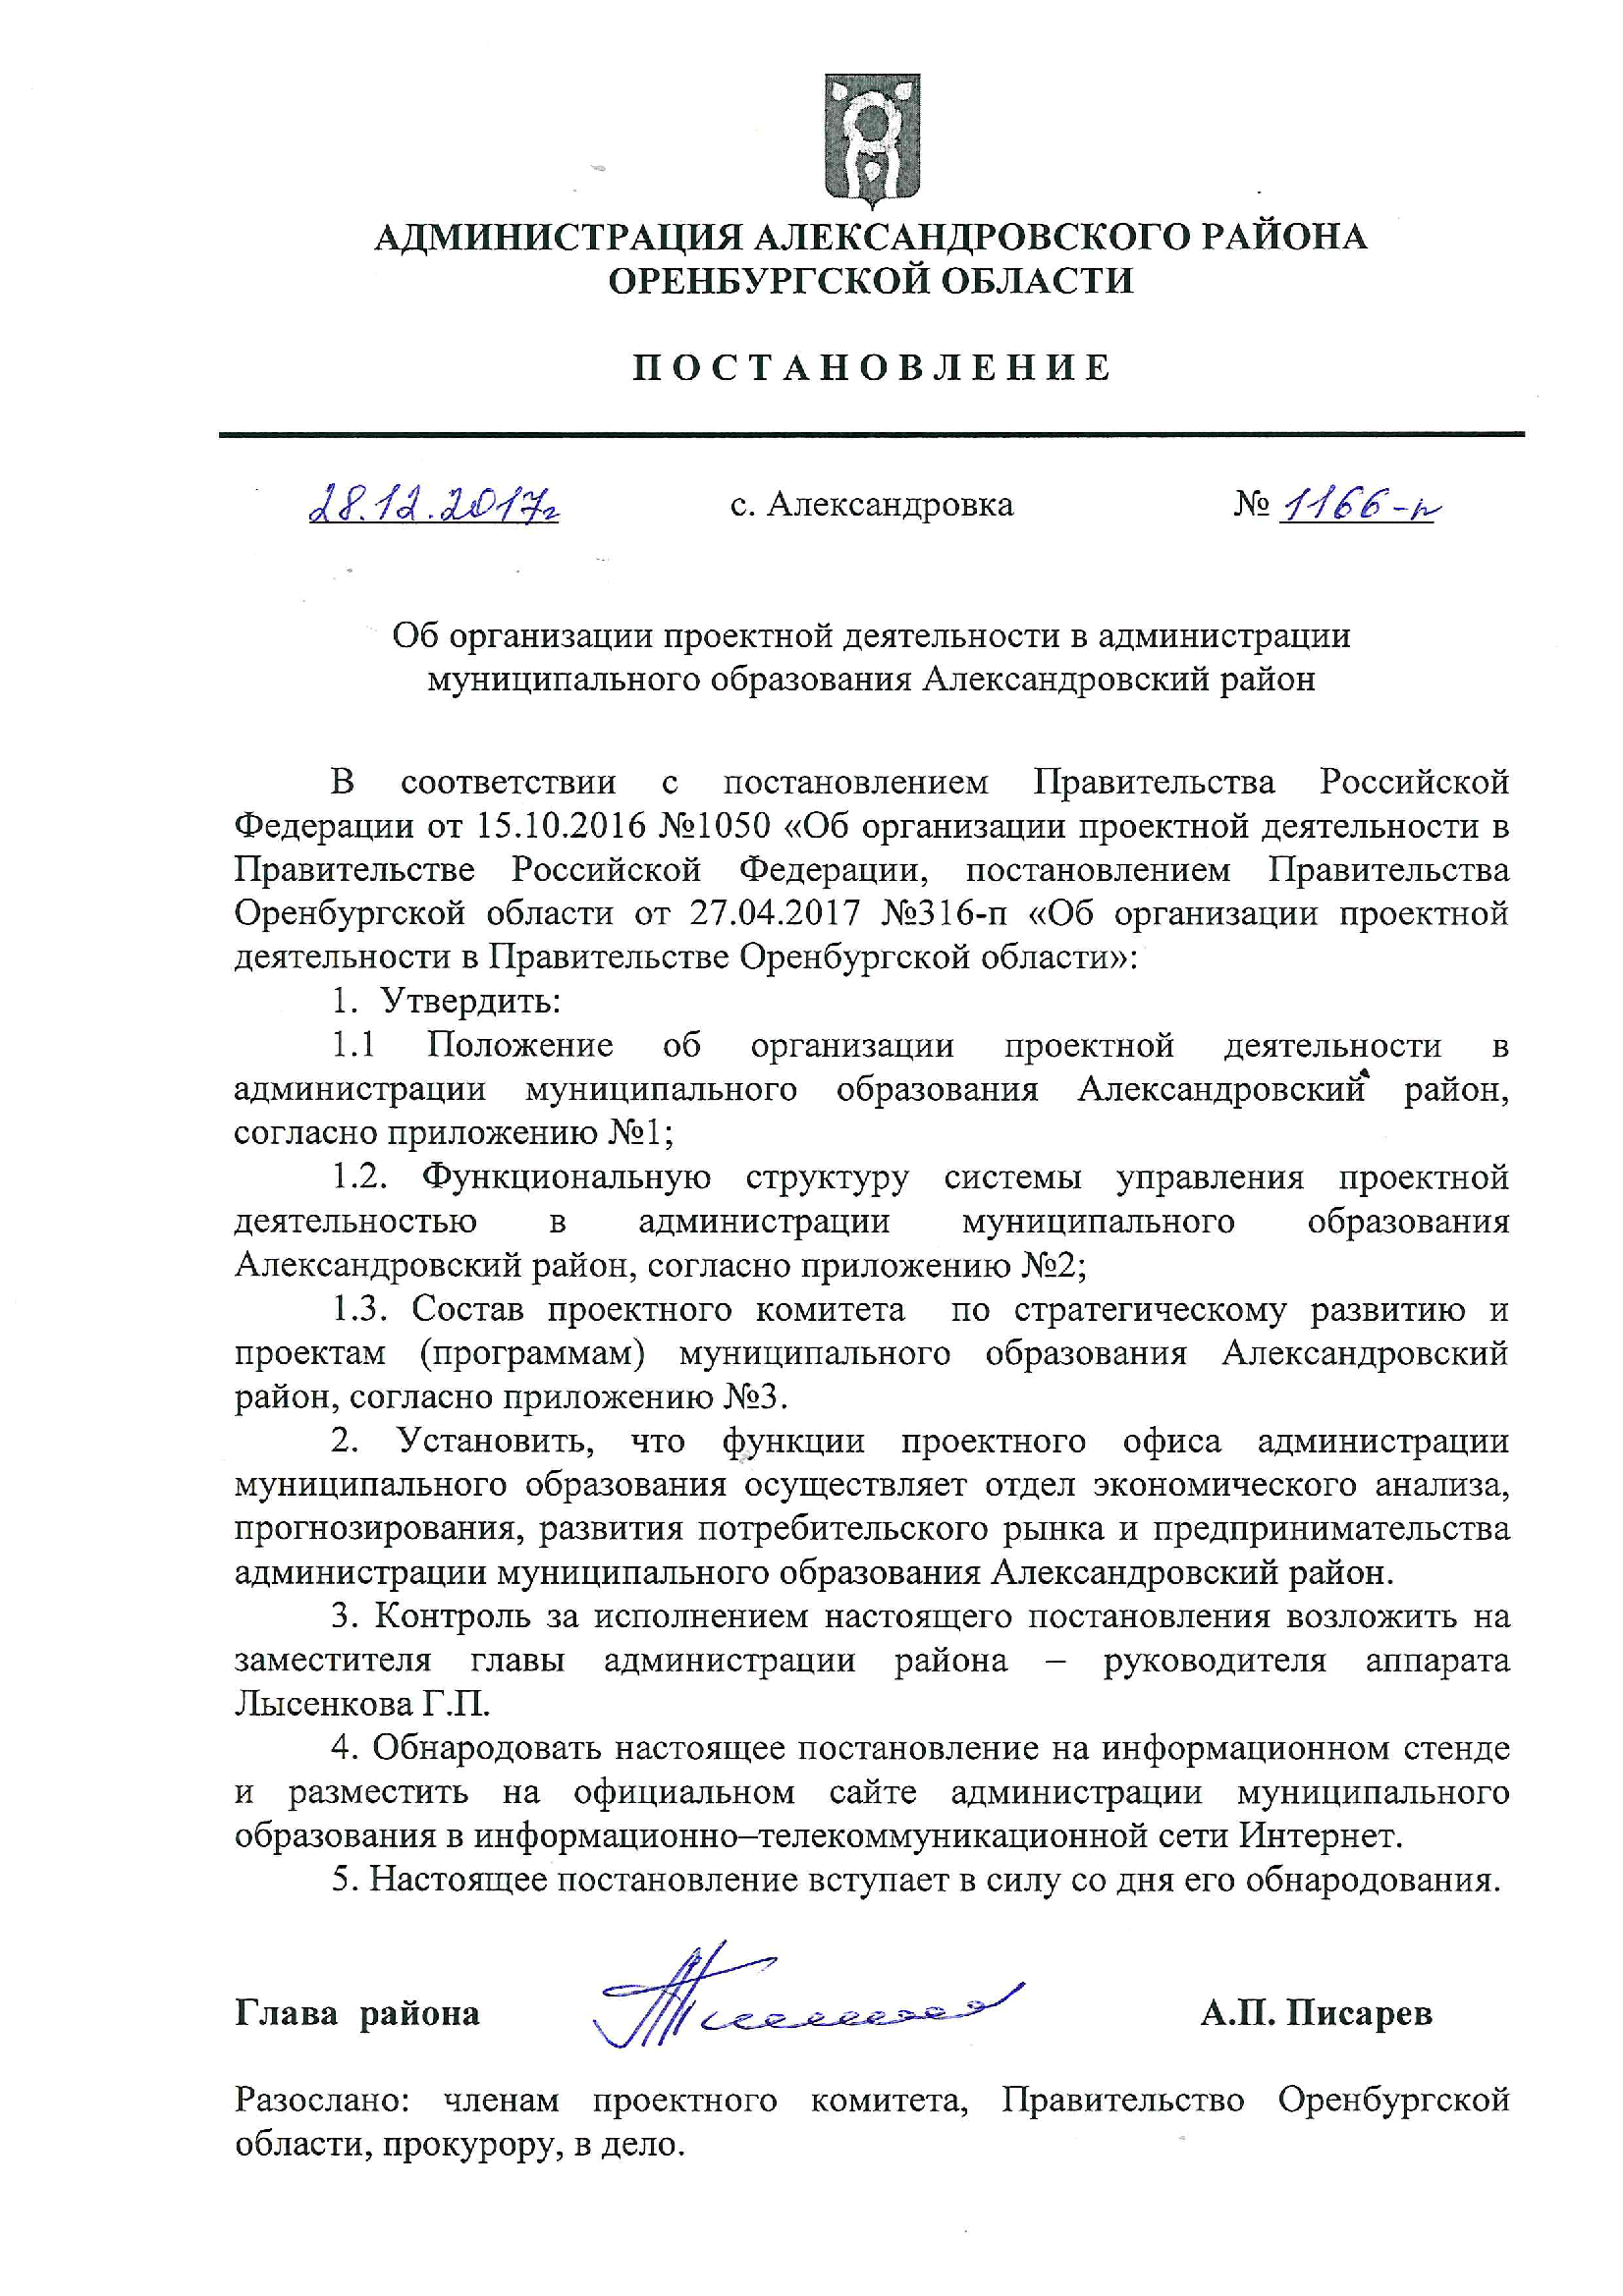 АДМИНИСТРАЦИЯ АЛЕКСАНДРОВСКОГО РАЙОНА
ОРЕНБУРГСКОЙ ОБЛАСТИ
П О С Т А Н О В Л Е Н И Е
28.12.2017г с. Александровка № 1166-п
Об организации проектной деятельности в администрации
муниципального образования Александровский район
В соответствии с постановлением Правительства Российской
Федерации от 15.10.2016 №1050 «Об организации проектной деятельности в
Правительстве Российской Федерации, постановлением Правительства
Оренбургской области от 27.04.2017 №316-п «Об организации проектной
деятельности в Правительстве Оренбургской области»:
1. Утвердить:
1.1 Положение об организации проектной деятельности в
администрации муниципального образования Александровский район,
согласно приложению №1;
1.2. Функциональную структуру системы управления проектной
деятельностью в администрации муниципального образования
Александровский район, согласно приложению №2;
1.3. Состав проектного комитета по стратегическому развитию и
проектам (программам) муниципального образования Александровский
район, согласно приложению №3.
2. Установить, что функции проектного офиса администрации
муниципального образования осуществляет отдел экономического анализа,
прогнозирования, развития потребительского рынка и предпринимательства
администрации муниципального образования Александровский район.
3. Контроль за исполнением настоящего постановления возложить на
заместителя главы администрации района – руководителя аппарата
Лысенкова Г.П.
4. Обнародовать настоящее постановление на информационном стенде
и разместить на официальном сайте администрации муниципального
образования в информационно–телекоммуникационной сети Интернет.
5. Настоящее постановление вступает в силу со дня его обнародования.
Глава района А.П. Писарев
Разослано: членам проектного комитета, Правительство Оренбургской
области, прокурору, в дело.